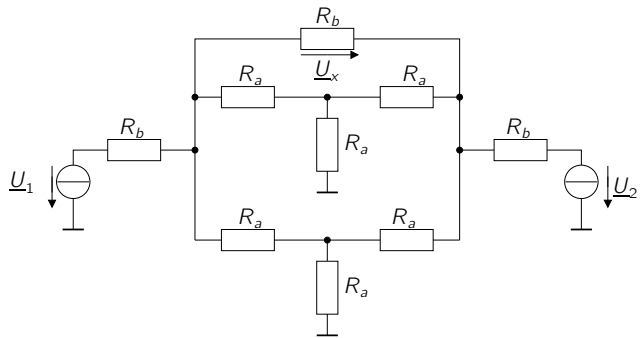 R_b
U_x
R_a R_a
R_b R_b
R_a
U_1 U_2
R_a R_a
R_a